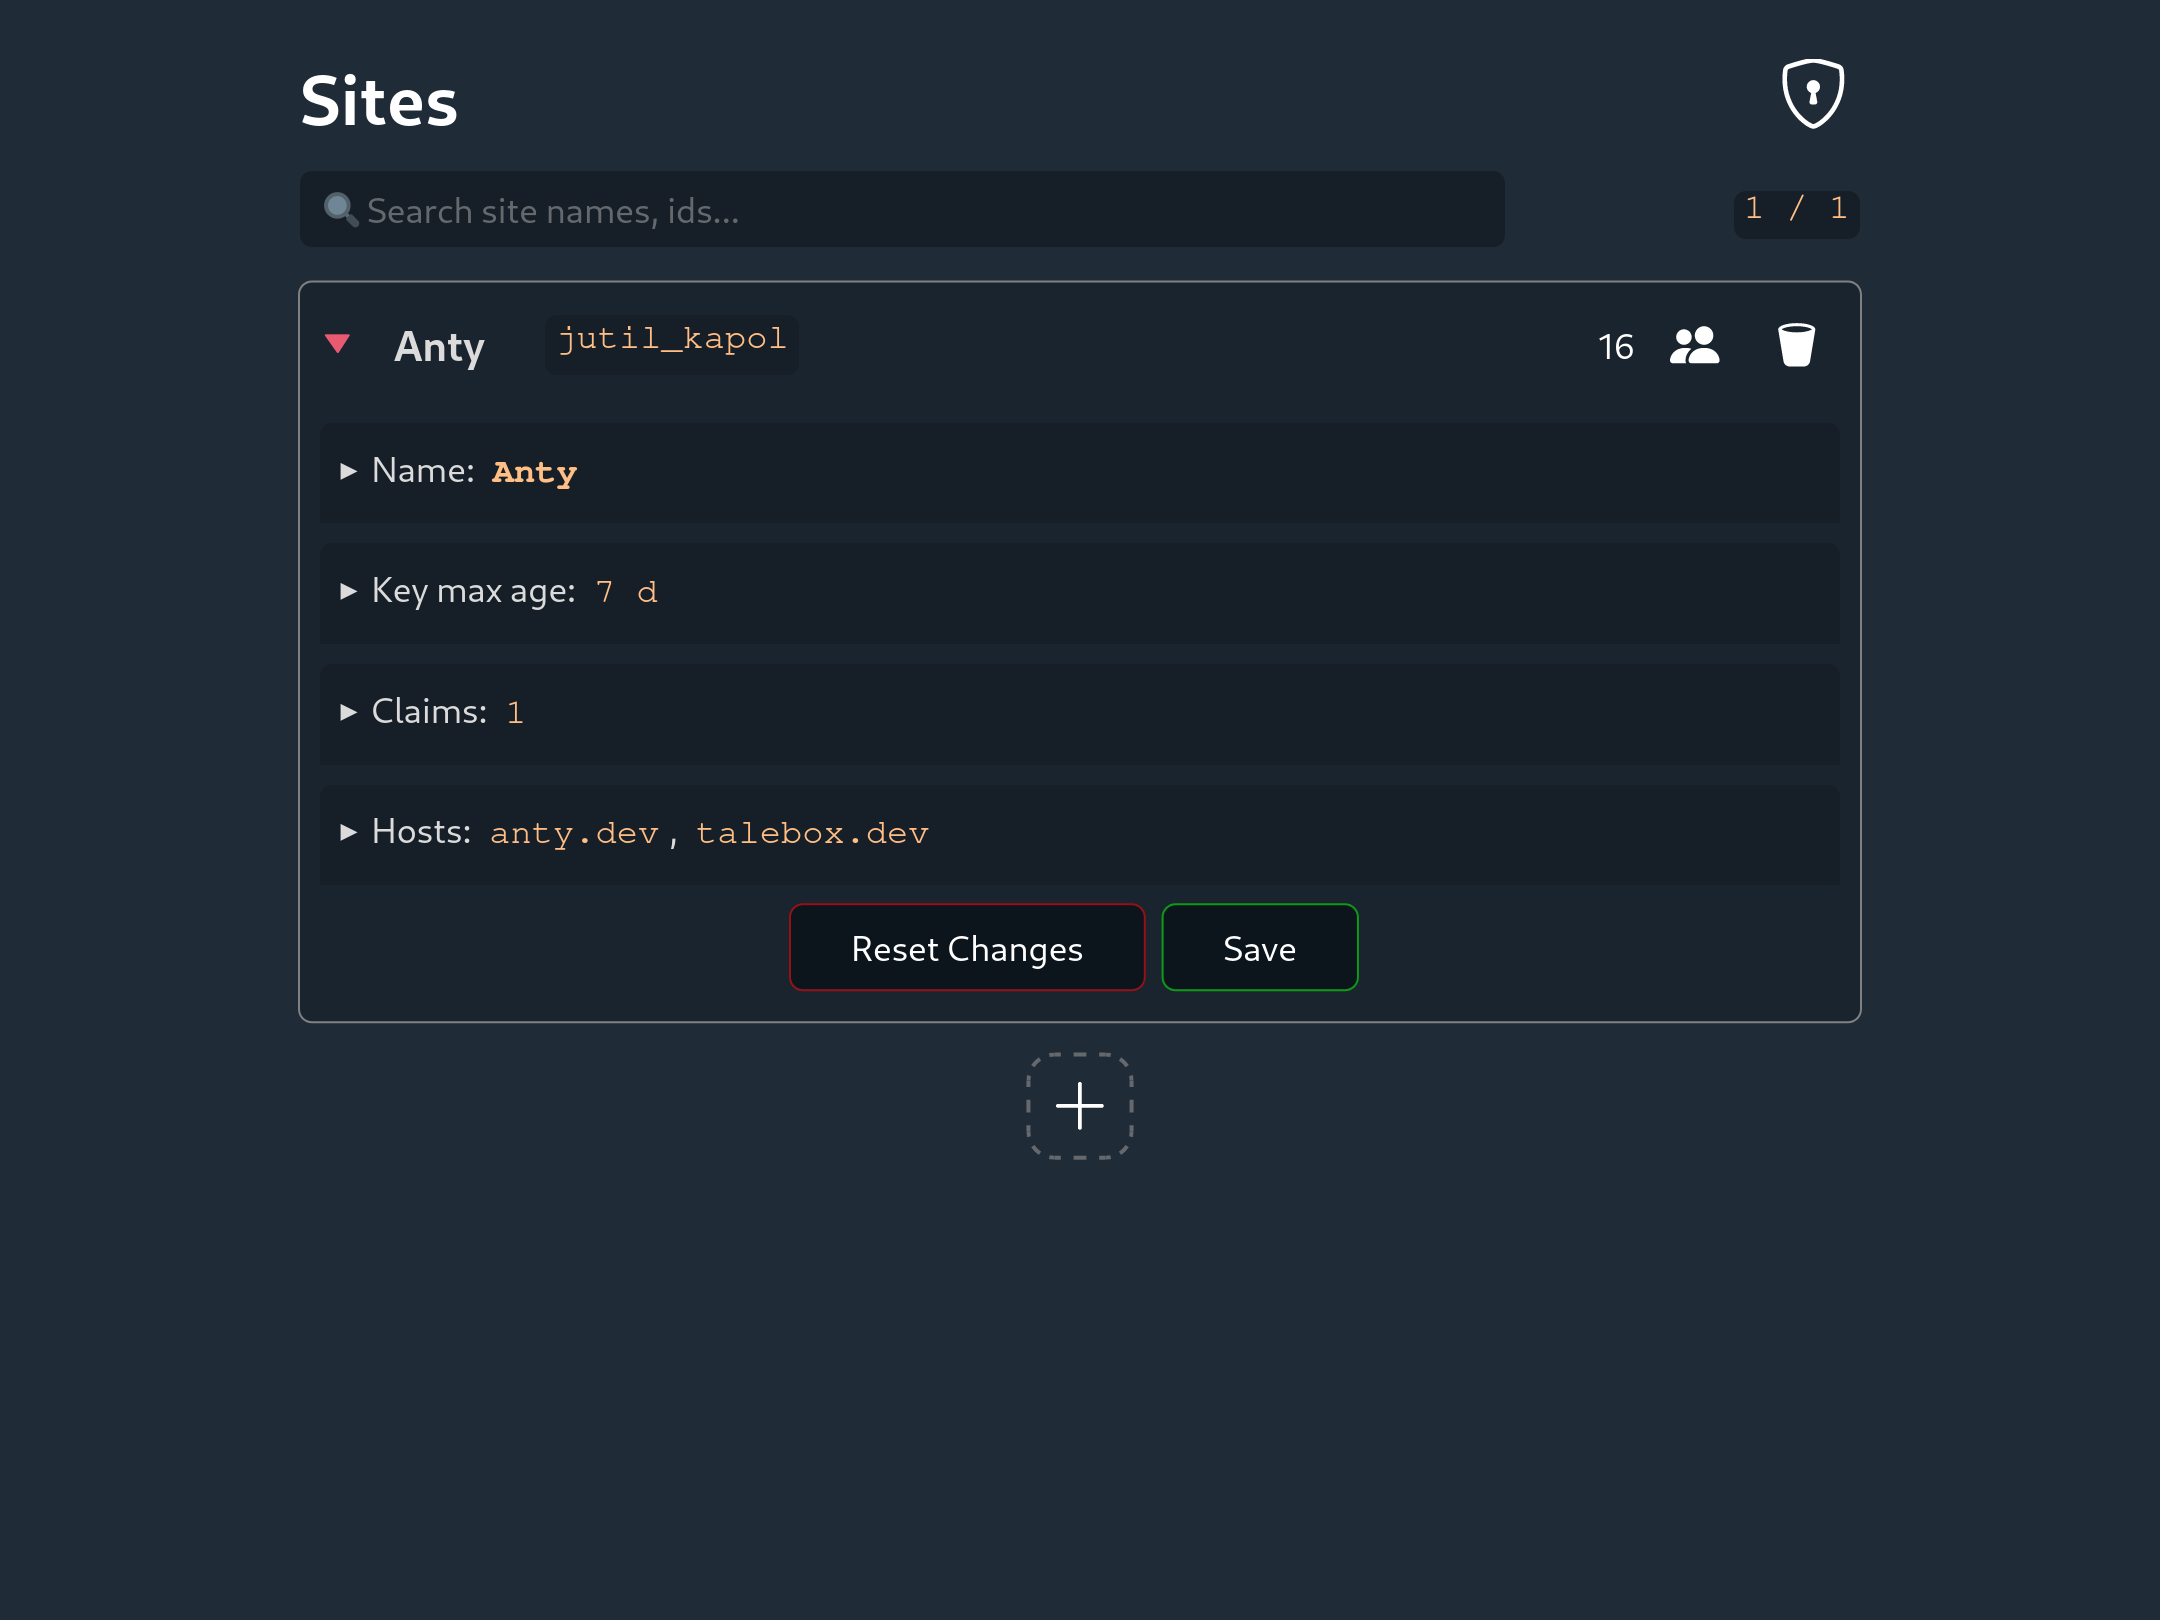 Sites
Search site names, ids...
1 / 1
Anty jutil_kapol 16
Name: Anty
Key max age: 7 d
Claims: 1
Hosts: anty.dev, talebox.dev
Reset Changes Save